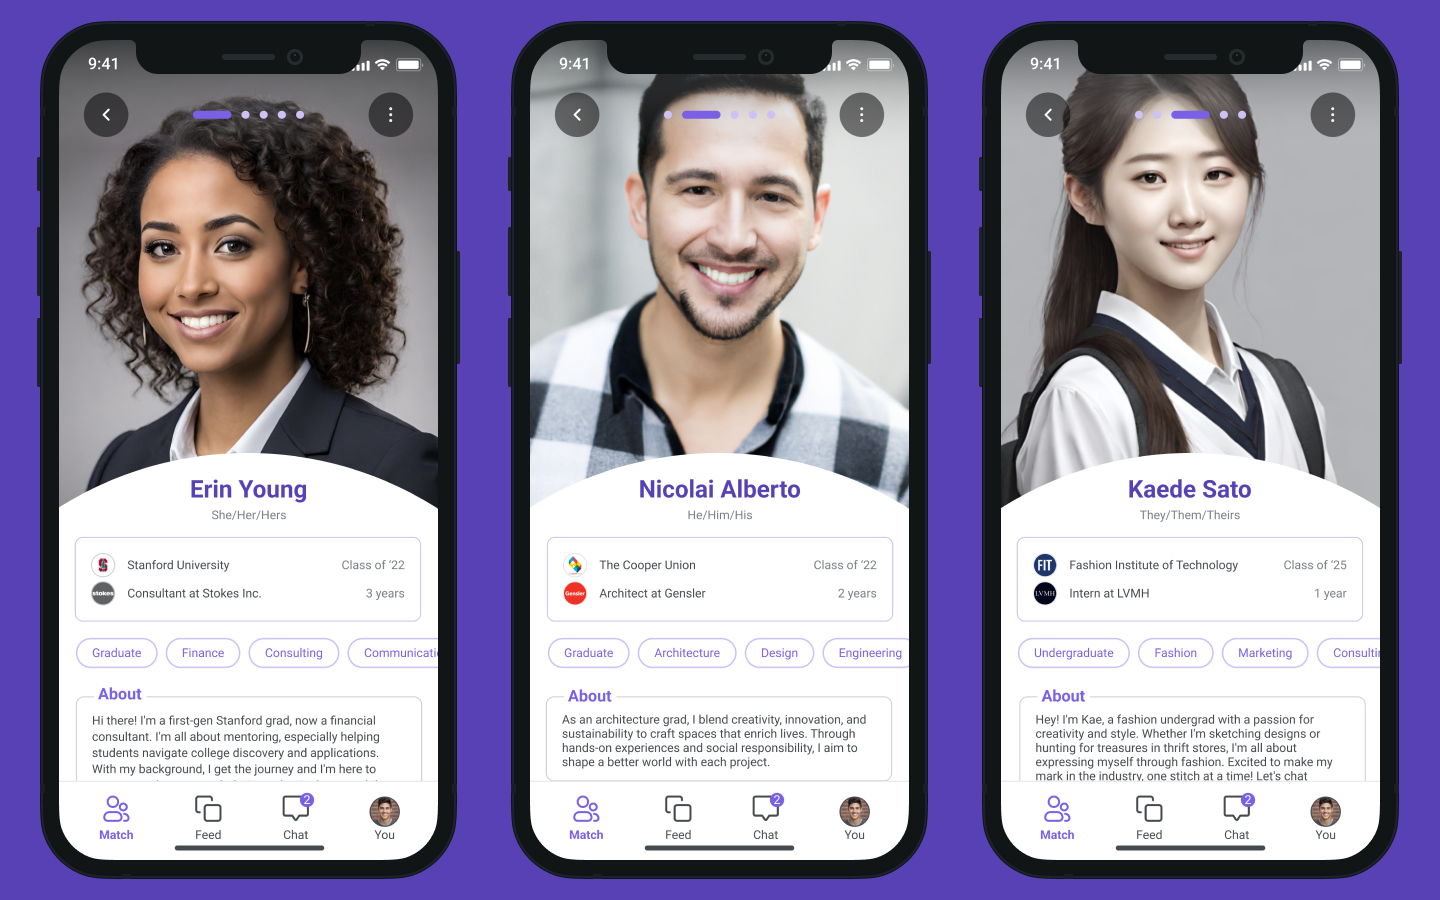 9:41
Erin Young
She/Her/Hers
Stanford University Class of ‘22
stokes
Consultant at Stokes Inc. 3 years
Graduate Finance Consulting Communicati
About
Hi there! I'm a first-gen Stanford grad, now a financial
consultant. I'm all about mentoring, especially helping
students navigate college discovery and applications.
With my background, I get the journey and I'm here to
2
Match Feed Chat You
9:41
Nicolai Alberto
He/Him/His
The Cooper Union Class of ‘22
Gensler
Architect at Gensler 2 years
Graduate Architecture Design Engineering
About
As an architecture grad, I blend creativity, innovation, and
sustainability to craft spaces that enrich lives. Through
hands-on experiences and social responsibility, I aim to
shape a better world with each project.
2
Match Feed Chat You
9:41
Kaede Sato
They/Them/Theirs
FIT
Fashion Institute of Technology Class of ‘25
LVMH
Intern at LVMH 1 year
Undergraduate Fashion Marketing Consultin
About
Hey! I'm Kae, a fashion undergrad with a passion for
creativity and style. Whether I'm sketching designs or
hunting for treasures in thrift stores, I'm all about
expressing myself through fashion. Excited to make my
mark in the industry, one stitch at a time! Let's chat
2
Match Feed Chat You